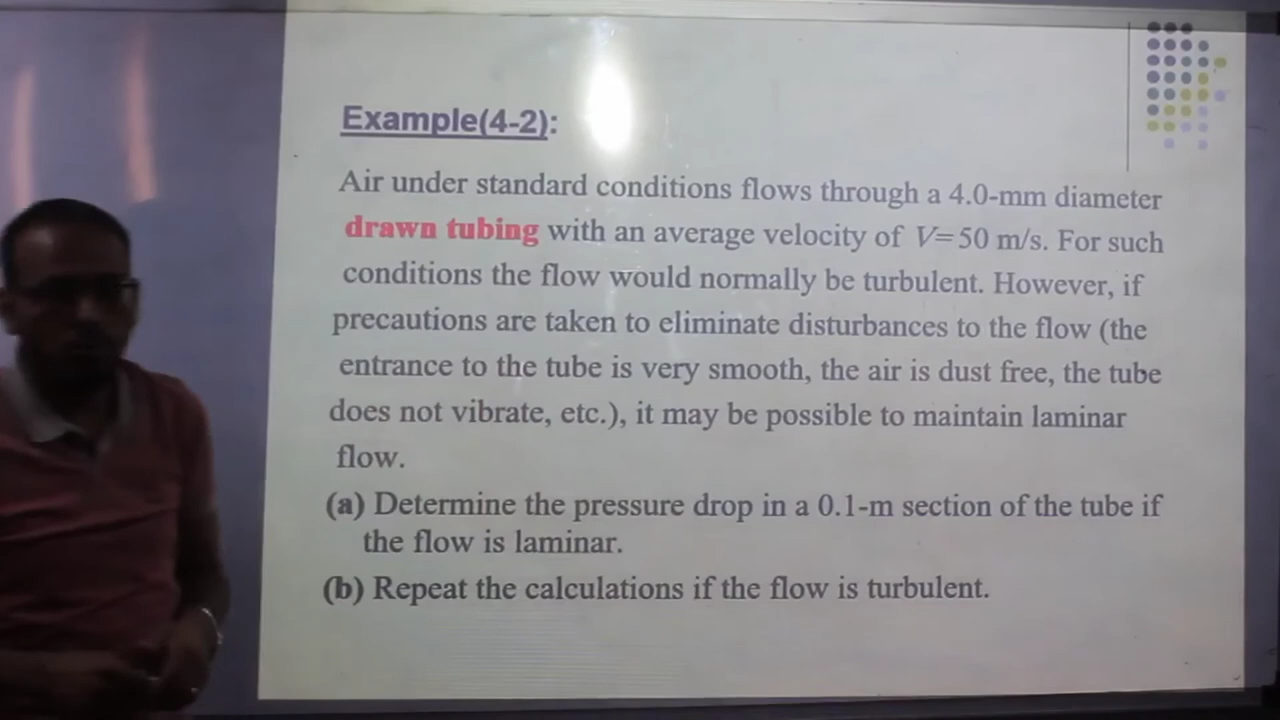 Example(4-2):
Air under standard conditions flows through a 4.0-mm diameter
drawn tubing with an average velocity of V=50 m/s. For such
conditions the flow would normally be turbulent. However, if
precautions are taken to eliminate disturbances to the flow (the
entrance to the tube is very smooth, the air is dust free, the tube
does not vibrate, etc.), it may be possible to maintain laminar
flow.
(a) Determine the pressure drop in a 0.1-m section of the tube if
the flow is laminar.
(b) Repeat the calculations if the flow is turbulent.